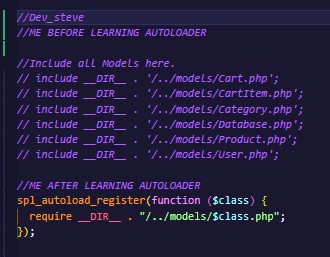 //Dev_steve
//ME BEFORE LEARNING AUTOLOADER
//Include all Models here.
// include __DIR__ . '/../models/Cart.php';
// include __DIR__ . '/../models/CartItem.php';
// include __DIR__ . '/../models/Category.php';
// include __DIR__ . '/../models/Database.php';
// include __DIR__ . '/../models/Product.php';
// include __DIR__ . '/../models/User.php';
//ME AFTER LEARNING AUTOLOADER
spl_autoload_register(function ($class) {
require __DIR__ . "/../models/$class.php";
});